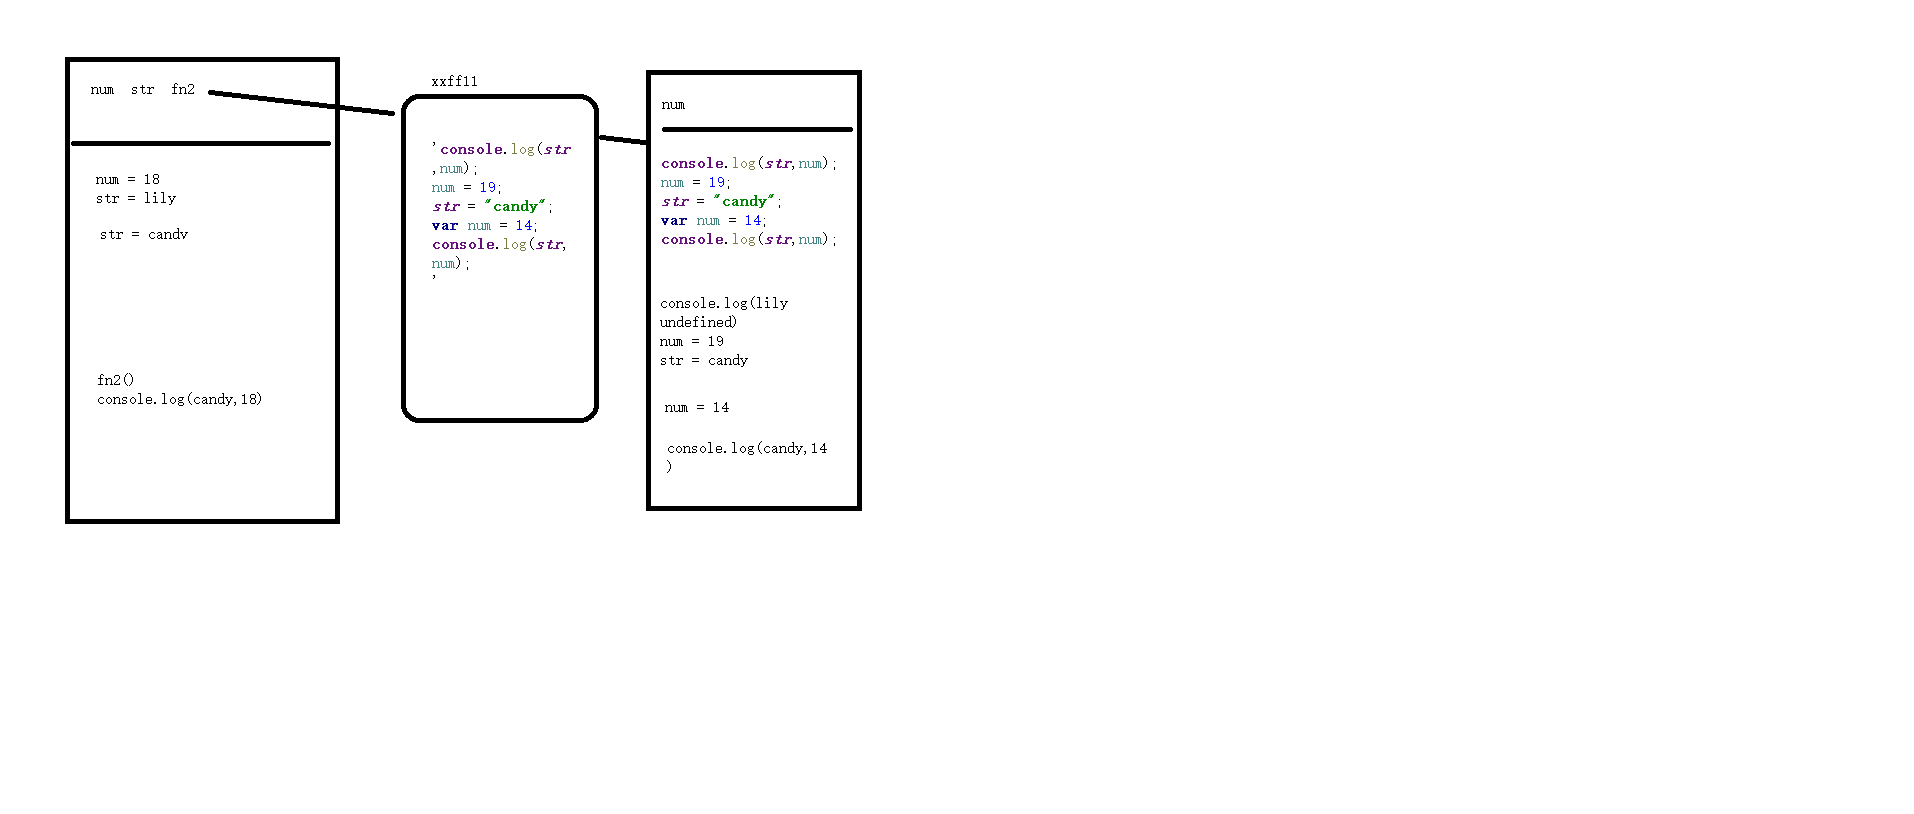 num  str  fn2
num = 18
str = lily
str = candy
fn2()
console.log(candy,18)
xxff11
'console.log(str
,num);
num = 19;
str = "candy";
var num = 14;
console.log(str,
num);
'
num
console.log(str,num);
num = 19;
str = "candy";
var num = 14;
console.log(str,num);
console.log(lily
undefined)
num = 19
str = candy
num = 14
console.log(candy,14
)